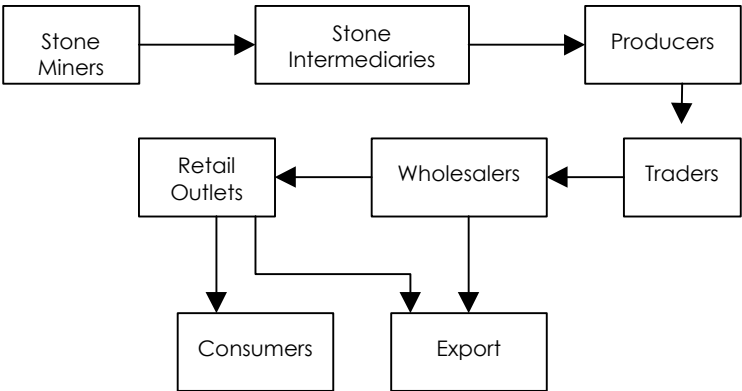 Stone
Miners
Stone
Intermediaries
Producers
Retail
Outlets
Wholesalers
Traders
Consumers
Export